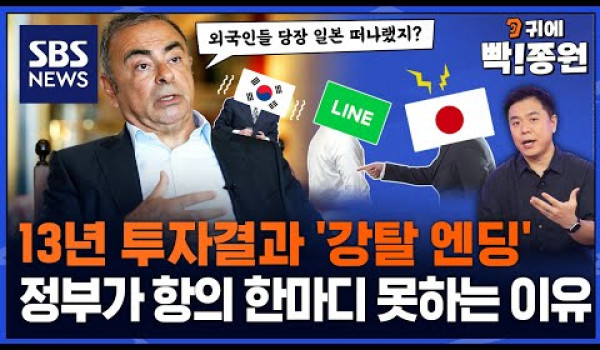 SBS
NEWS
외국인들 당장 일본 떠나랬지?
귀에
빡!종원
LINE
13년 투자결과 '강탈 엔딩'
정부가 항의 한마디 못하는 이유